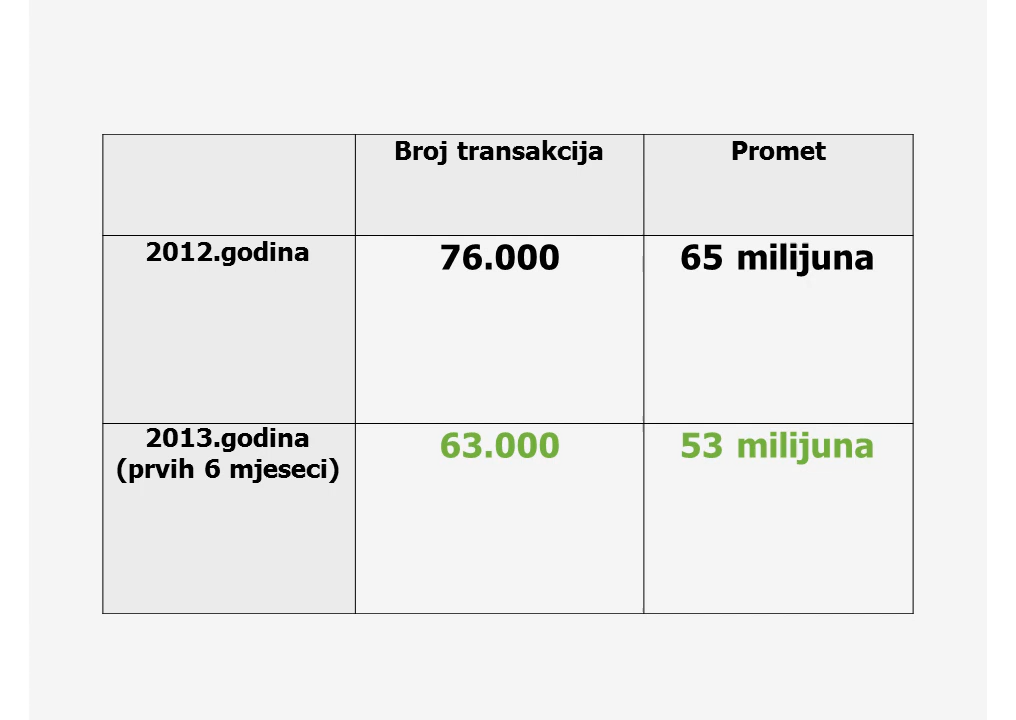 Broj transakcija Promet
2012.godina 76.000 65 milijuna
2013.godina 63.000 53 milijuna
(prvih 6 mjeseci)